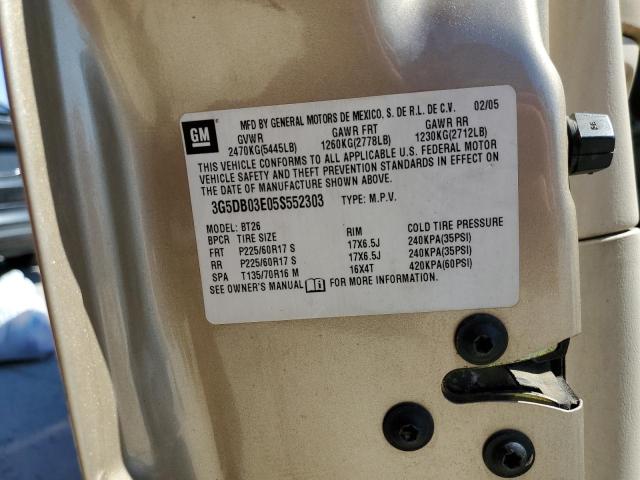 GM
MFD BY GENERAL MOTORS DE MEXICO, S. DE R.L. DE C.V. 02/05
GVWR GAWR FRT GAWR RR
2470KG(5445LB) 1260KG(2778LB) 1230KG(2712LB)
THIS VEHICLE CONFORMS TO ALL APPLICABLE U.S. FEDERAL MOTOR
VEHICLE SAFETY AND THEFT PREVENTION STANDARDS IN EFFECT ON
THE DATE OF MANUFACTURE SHOWN ABOVE.
3G5DB03E05S552303 TYPE: M.P.V.
MODEL: BT26
BPCR TIRE SIZE RIM COLD TIRE PRESSURE
FRT P225/60R17 S 17X6.5J 240KPA(35PSI)
RR P225/60R17 S 17X6.5J 240KPA(35PSI)
SPA T135/70R16 M 16X4T 420KPA(60PSI)
SEE OWNER'S MANUAL FOR MORE INFORMATION.